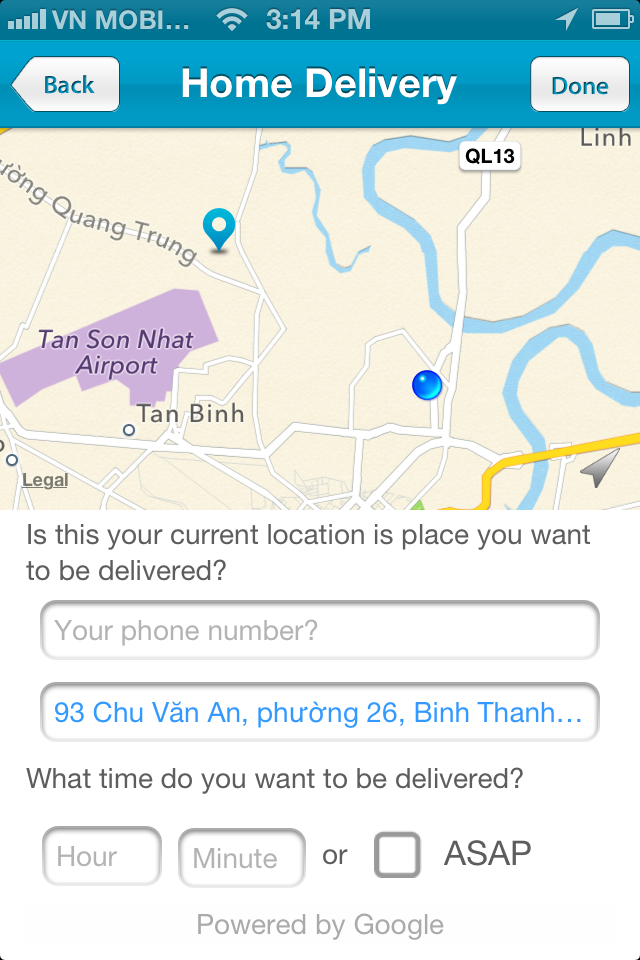 VN MOBI... 3:14 PM
Back Home Delivery Done
Linh
QL13
ường Quang Trung
Tan Son Nhat
Airport
Tan Binh
Legal
Is this your current location is place you want
to be delivered?
Your phone number?
93 Chu Văn An, phường 26, Binh Thanh...
What time do you want to be delivered?
Hour Minute or ASAP
Powered by Google